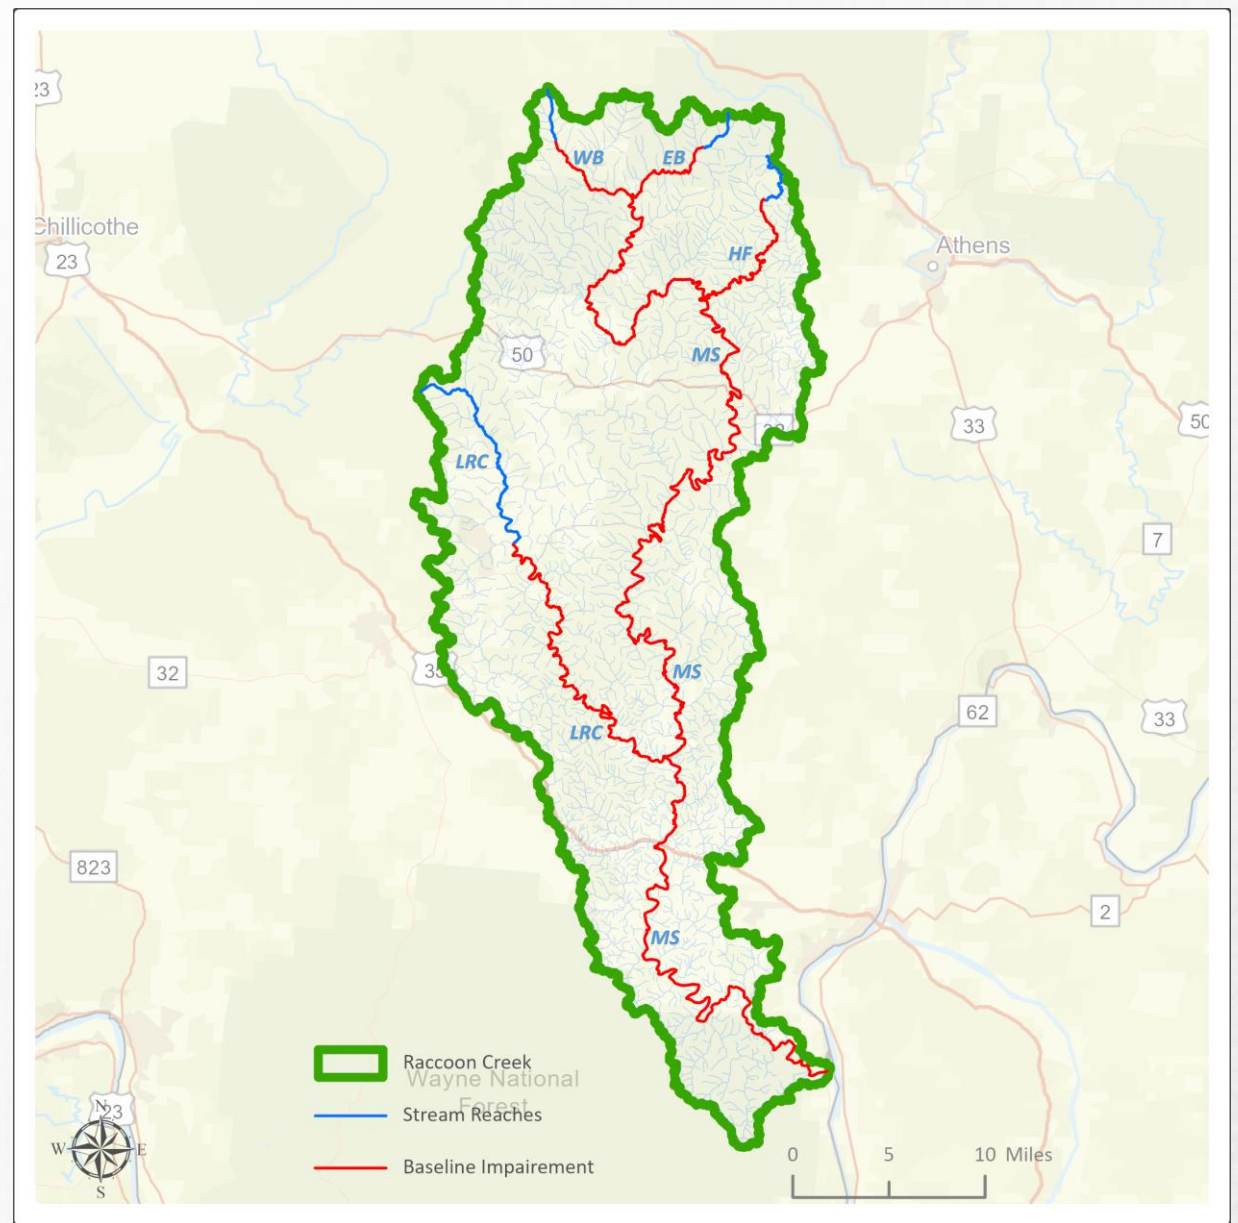 23
WB
EB
Chillicothe
23
HF
Athens
50
MS
33
50
LRC
7
MS
32
35
62
33
LRC
823
2
MS
Raccoon Creek
Wayne National
Forest
Stream Reaches
23
N
W E
S
Baseline Impairement
0 5 10 Miles